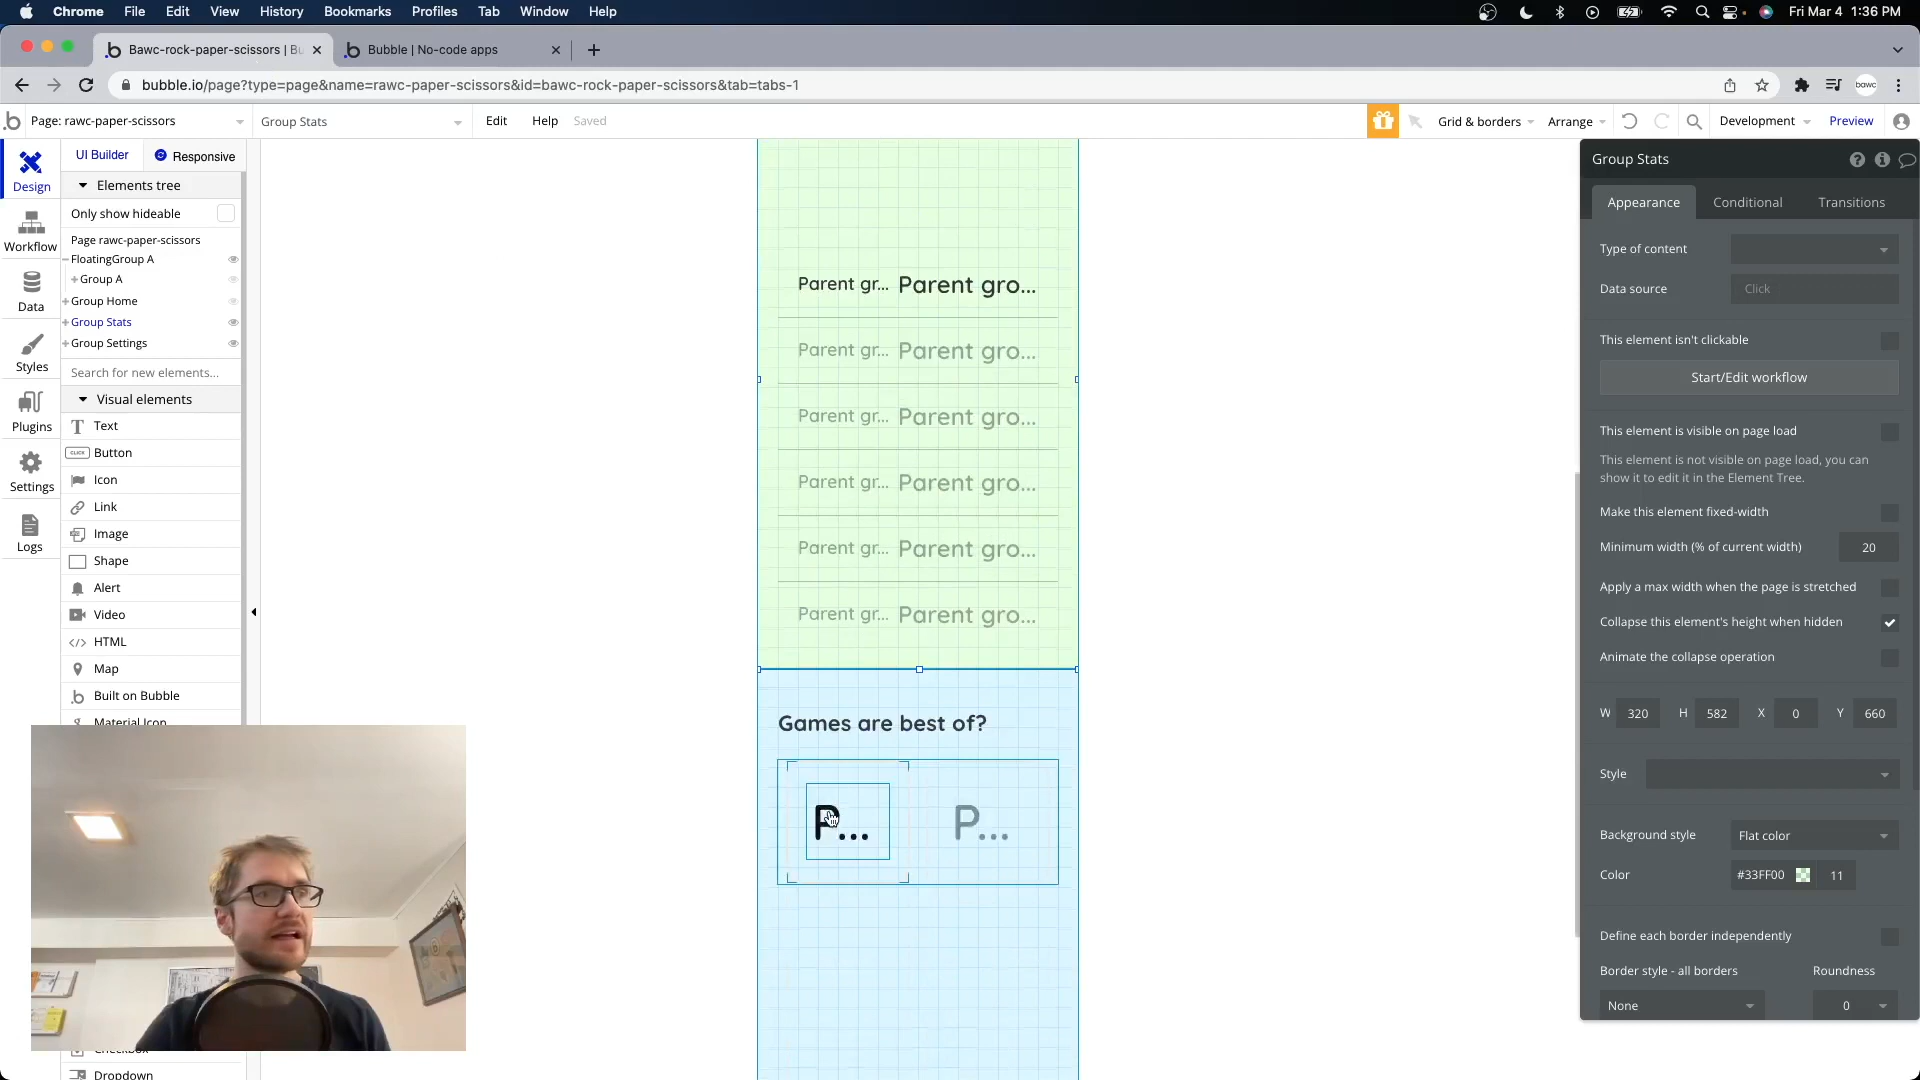 Chrome File Edit View History Bookmarks Profiles Tab Window Help Fri Mar 4 1:36 PM
Bawc-rock-paper-scissors | Bu Bubble | No-code apps
bubble.io/page?type=page&name=rawc-paper-scissors&id=bawc-rock-paper-scissors&tab=tabs-1 bawc
Page: rawc-paper-scissors Group Stats Edit Help Saved Grid & borders Arrange Development Preview
Design
Workflow
Data
Styles
Plugins
Settings
Logs
UI Builder Responsive
Elements tree
Only show hideable
Page rawc-paper-scissors
FloatingGroup A
Group A
Group Home
Group Stats
Group Settings
Search for new elements...
Visual elements
Text
CLICK Button
Icon
Link
Image
Shape
Alert
Video
HTML
Map
Built on Bubble
Material Icon
Checkbox
Dropdown
Parent gr... Parent gro...
Parent gr... Parent gro...
Parent gr... Parent gro...
Parent gr... Parent gro...
Parent gr... Parent gro...
Parent gr... Parent gro...
Games are best of?
P... P...
Group Stats
Appearance Conditional Transitions
Type of content
Data source Click
This element isn't clickable
Start/Edit workflow
This element is visible on page load
This element is not visible on page load, you can
show it to edit it in the Element Tree.
Make this element fixed-width
Minimum width (% of current width) 20
Apply a max width when the page is stretched
Collapse this element's height when hidden
Animate the collapse operation
W 320 H 582 X 0 Y 660
Style
Background style Flat color
Color #33FF00 11
Define each border independently
Border style - all borders Roundness
None 0